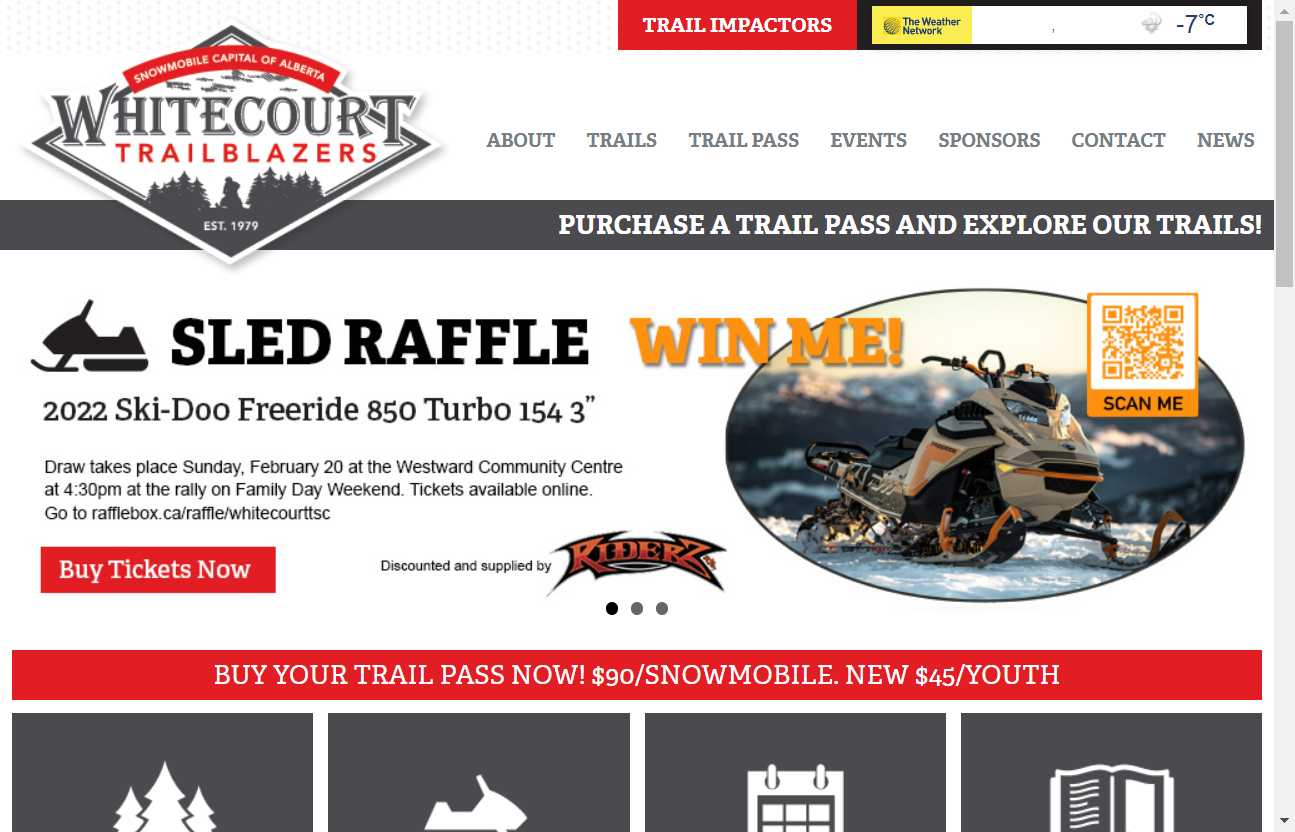 TRAIL IMPACTORS
The Weather
Network
,
-7°C
SNOWMOBILE CAPITAL OF ALBERTA
WHITECOURT
TRAILBLAZERS
EST. 1979
ABOUT TRAILS TRAIL PASS EVENTS SPONSORS CONTACT NEWS
PURCHASE A TRAIL PASS AND EXPLORE OUR TRAILS!
SLED RAFFLE WIN ME!
SCAN ME
2022 Ski-Doo Freeride 850 Turbo 154 3”
Draw takes place Sunday, February 20 at the Westward Community Centre
at 4:30pm at the rally on Family Day Weekend. Tickets available online.
Go to rafflebox.ca/raffle/whitecourttsc
Buy Tickets Now
Discounted and supplied by RIDERZ
BUY YOUR TRAIL PASS NOW! $90/SNOWMOBILE. NEW $45/YOUTH